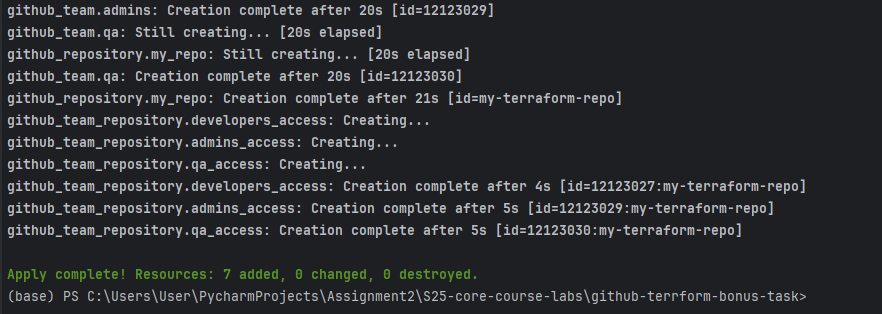 github_team.admins: Creation complete after 20s [id=12123029]
github_team.qa: Still creating... [20s elapsed]
github_repository.my_repo: Still creating... [20s elapsed]
github_team.qa: Creation complete after 20s [id=12123030]
github_repository.my_repo: Creation complete after 21s [id=my-terraform-repo]
github_team_repository.developers_access: Creating...
github_team_repository.admins_access: Creating...
github_team_repository.qa_access: Creating...
github_team_repository.developers_access: Creation complete after 4s [id=12123027:my-terraform-repo]
github_team_repository.admins_access: Creation complete after 5s [id=12123029:my-terraform-repo]
github_team_repository.qa_access: Creation complete after 5s [id=12123030:my-terraform-repo]
Apply complete! Resources: 7 added, 0 changed, 0 destroyed.
(base) PS C:\Users\User\PycharmProjects\Assignment2\S25-core-course-labs\github-terrform-bonus-task>